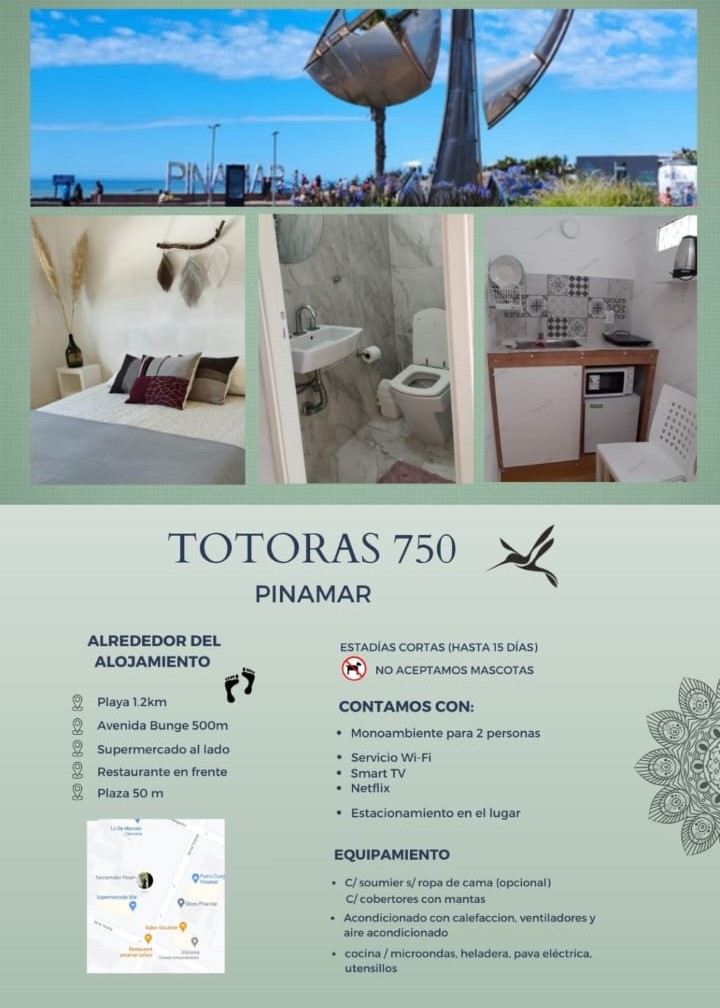 PINAMAR
TOTORAS 750
PINAMAR
ALREDEDOR DEL
ALOJAMIENTO
Playa 1.2km
Avenida Bunge 500m
Supermercado al lado
Restaurante en frente
Plaza 50 m
ESTADÍAS CORTAS (HASTA 15 DÍAS)
NO ACEPTAMOS MASCOTAS
CONTAMOS CON:
• Monoambiente para 2 personas
• Servicio Wi-Fi
• Smart TV
• Netflix
• Estacionamiento en el lugar
EQUIPAMIENTO
• C/ soumier s/ ropa de cama (opcional)
C/ cobertores con mantas
• Acondicionado con calefaccion, ventiladores y
aire acondicionado
• cocina / microondas, heladera, pava eléctrica,
utensillos